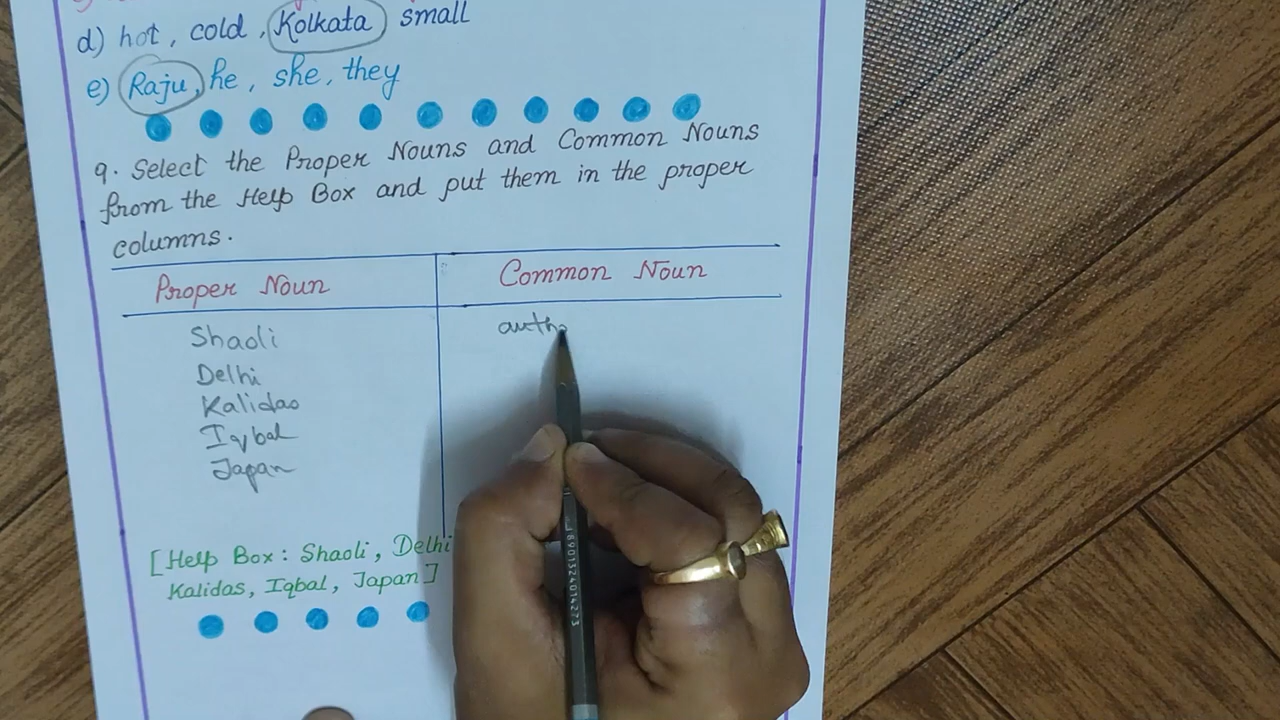 d) hot, cold, Kolkata small
e) Raju, he, she, they
9. Select the Proper Nouns and Common Nouns
from the Help Box and put them in the proper
columns.
Proper Noun Common Noun
Shaoli auth
Delhi
Kalidas
Iqbal
Japan
[Help Box: Shaoli, Delhi
Kalidas, Iqbal, Japan]
6901324014273